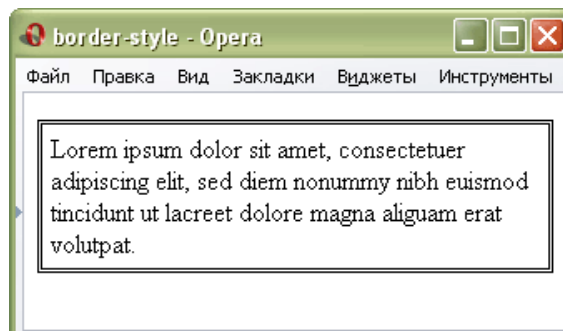 border-style - Opera
Файл Правка Вид Закладки Виджеты Инструменты
Lorem ipsum dolor sit amet, consectetuer
adipiscing elit, sed diem nonummy nibh euismod
tincidunt ut lacreet dolore magna aliguam erat
volutpat.